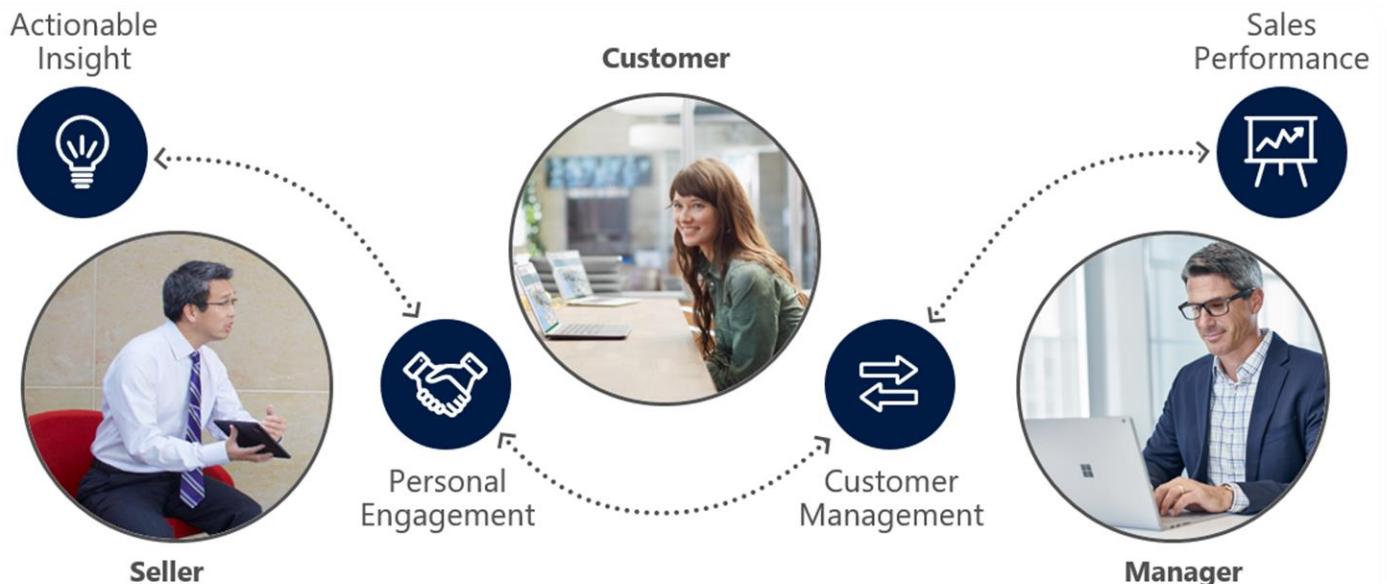 Actionable
Insight
Customer
Sales
Performance
Personal
Engagement
Customer
Management
Seller
Manager